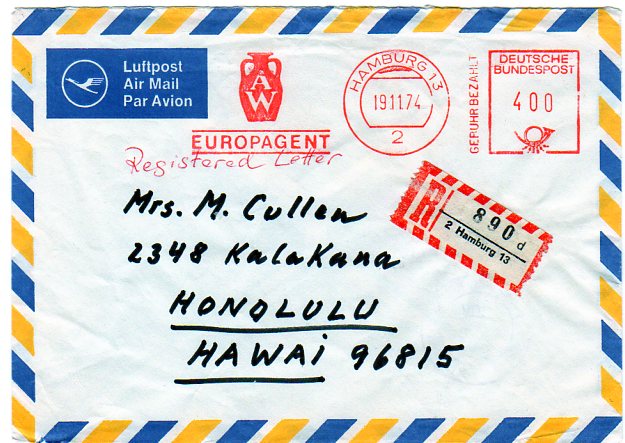 Luftpost
Air Mail
Par Avion
AW
EUROPAGENT
HAMBURG 13
19.11.74
2
GEBÜHR BEZAHLT
DEUTSCHE
BUNDESPOST
400
Registered Letter
R
890 d
2 Hamburg 13
Mrs. M. Cullen
2348 Kalakana
HONOLULU
HAWAi 96815